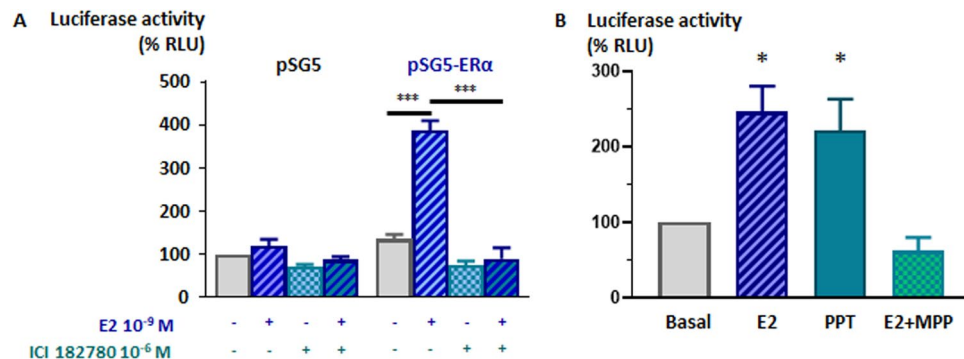 A Luciferase activity
(% RLU)
pSG5 pSG5-ERα
*** ***
500
400
300
200
100
0
E2 10⁻⁹ M - + - + - + - +
ICI 182780 10⁻⁶ M - - + + - - + +
B Luciferase activity
(% RLU)
* *
300
200
100
0
Basal E2 PPT E2+MPP